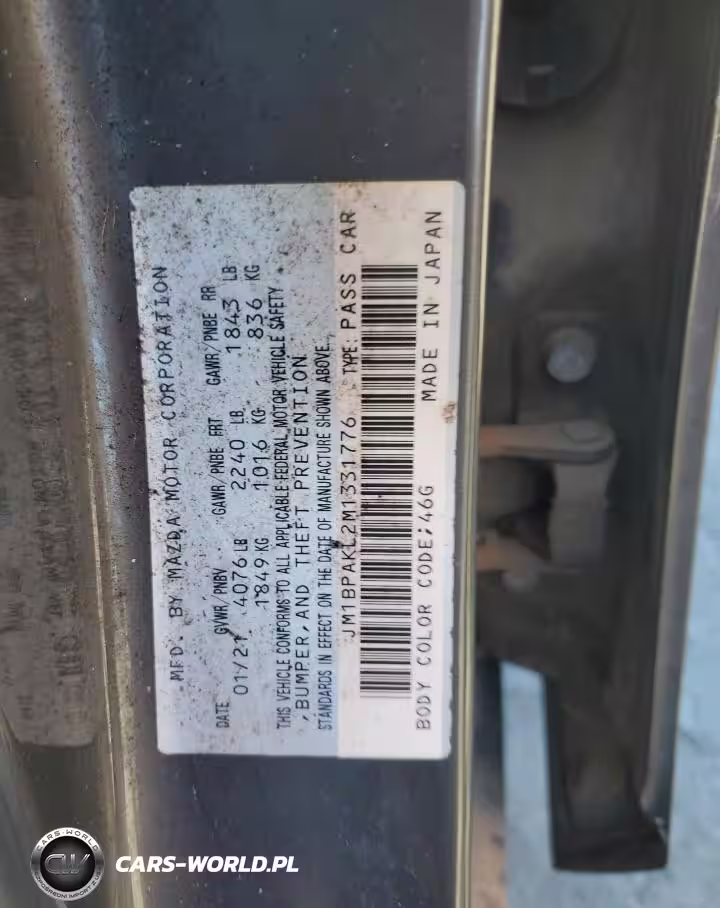 MFD. BY MAZDA MOTOR CORPORATION
DATE GVWR/PNBV GAWR/PNBE FRT GAWR/PNBE RR
01/21 4076 LB 2240 LB 1843 LB
1849 KG 1016 KG 836 KG
THIS VEHICLE CONFORMS TO ALL APPLICABLE FEDERAL MOTOR VEHICLE SAFETY
,BUMPER,AND THEFT PREVENTION
STANDARDS IN EFFECT ON THE DATE OF MANUFACTURE SHOWN ABOVE.
JM1BPAKL2M1331776 TYPE: PASS CAR
BODY COLOR CODE:46G MADE IN JAPAN
CARS-WORLD
CW
CARS-WORLD.PL